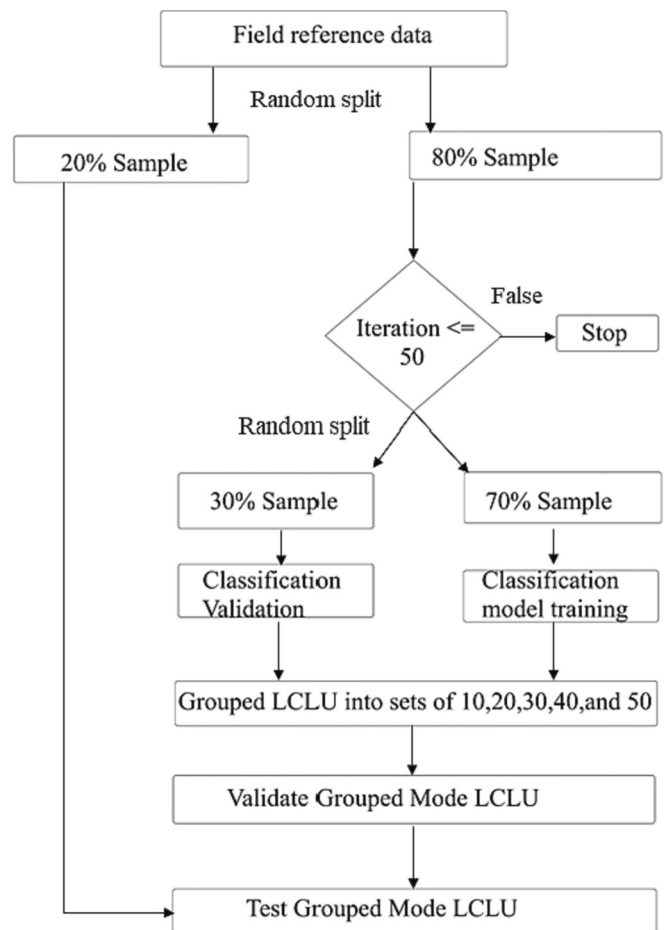 Field reference data
Random split
20% Sample
80% Sample
False
Iteration <=
50
Stop
Random split
30% Sample
70% Sample
Classification
Validation
Classification
model training
Grouped LCLU into sets of 10,20,30,40,and 50
Validate Grouped Mode LCLU
Test Grouped Mode LCLU